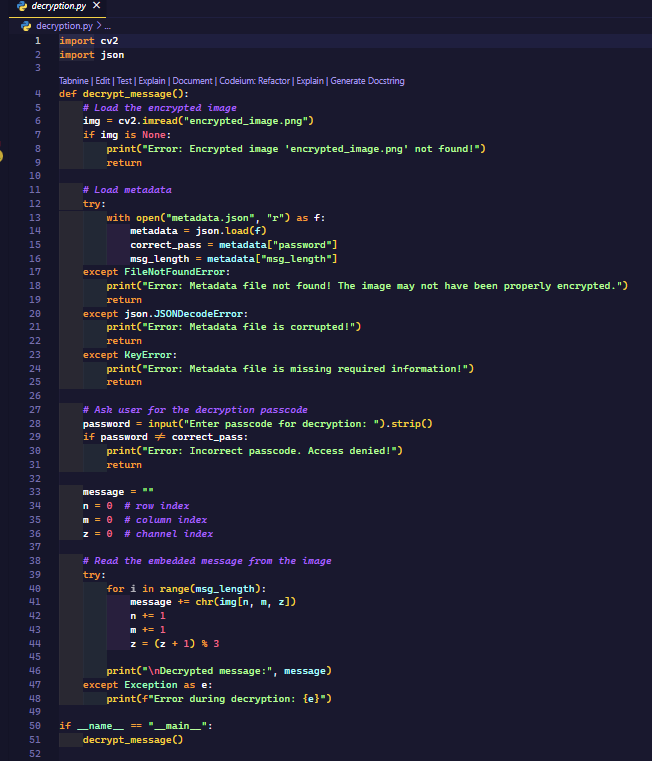 decryption.py ×
decryption.py > ...
1 import cv2
2 import json
3
Tabnine | Edit | Test | Explain | Document | Codeium: Refactor | Explain | Generate Docstring
4 def decrypt_message():
5     # Load the encrypted image
6     img = cv2.imread("encrypted_image.png")
7     if img is None:
8         print("Error: Encrypted image 'encrypted_image.png' not found!")
9         return
10
11     # Load metadata
12     try:
13         with open("metadata.json", "r") as f:
14             metadata = json.load(f)
15             correct_pass = metadata["password"]
16             msg_length = metadata["msg_length"]
17     except FileNotFoundError:
18         print("Error: Metadata file not found! The image may not have been properly encrypted.")
19         return
20     except json.JSONDecodeError:
21         print("Error: Metadata file is corrupted!")
22         return
23     except KeyError:
24         print("Error: Metadata file is missing required information!")
25         return
26
27     # Ask user for the decryption passcode
28     password = input("Enter passcode for decryption: ").strip()
29     if password != correct_pass:
30         print("Error: Incorrect passcode. Access denied!")
31         return
32
33     message = ""
34     n = 0  # row index
35     m = 0  # column index
36     z = 0  # channel index
37
38     # Read the embedded message from the image
39     try:
40         for i in range(msg_length):
41             message += chr(img[n, m, z])
42             n += 1
43             m += 1
44             z = (z + 1) % 3
45
46         print("\nDecrypted message:", message)
47     except Exception as e:
48         print(f"Error during decryption: {e}")
49
50 if __name__ == "__main__":
51     decrypt_message()
52